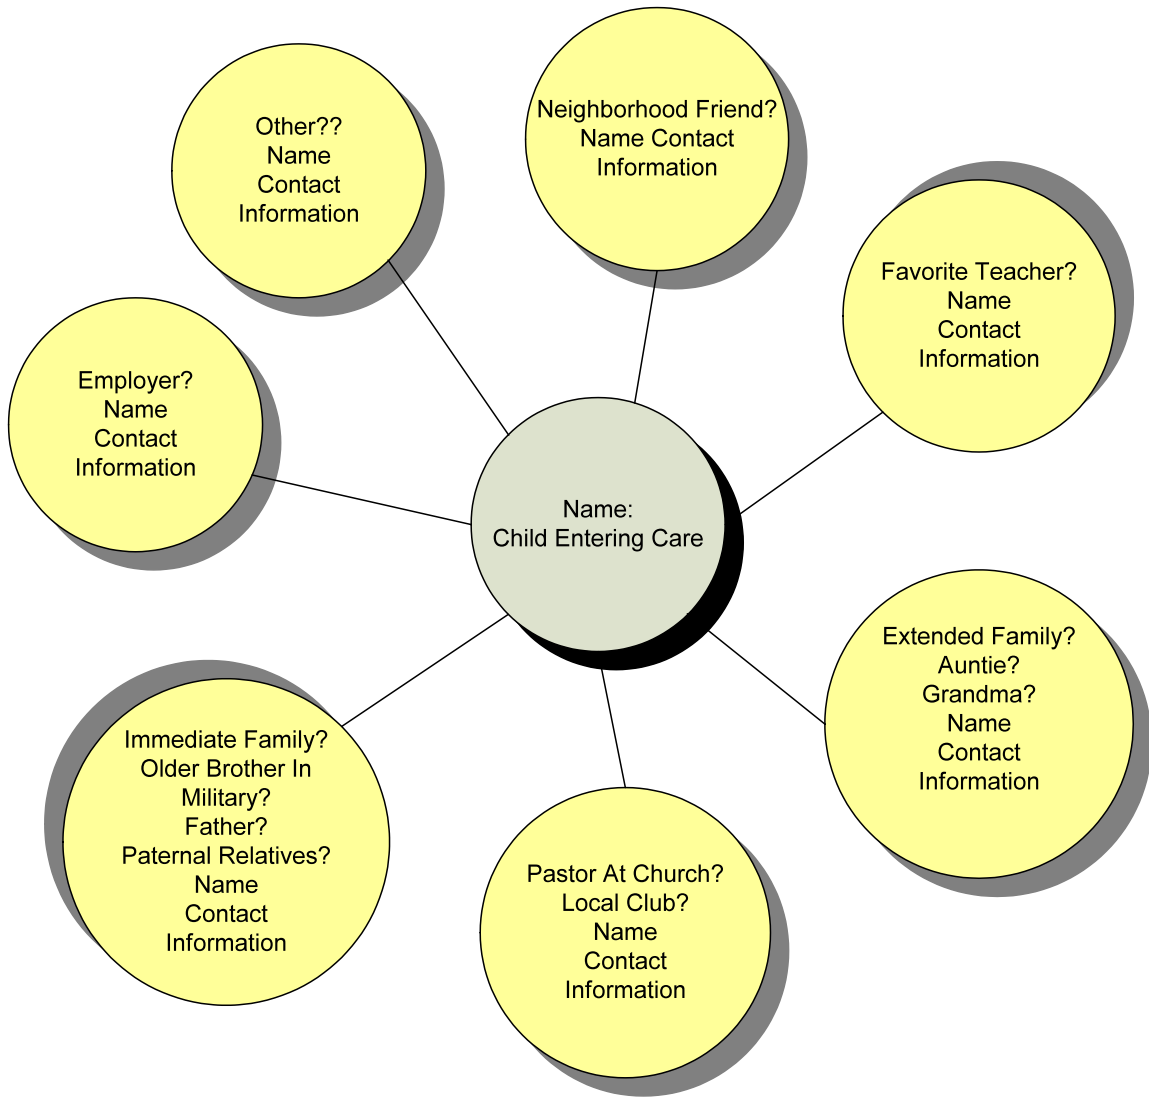 Other??
Name
Contact
Information
Neighborhood Friend?
Name Contact
Information
Favorite Teacher?
Name
Contact
Information
Employer?
Name
Contact
Information
Name:
Child Entering Care
Extended Family?
Auntie?
Grandma?
Name
Contact
Information
Immediate Family?
Older Brother In
Military?
Father?
Paternal Relatives?
Name
Contact
Information
Pastor At Church?
Local Club?
Name
Contact
Information